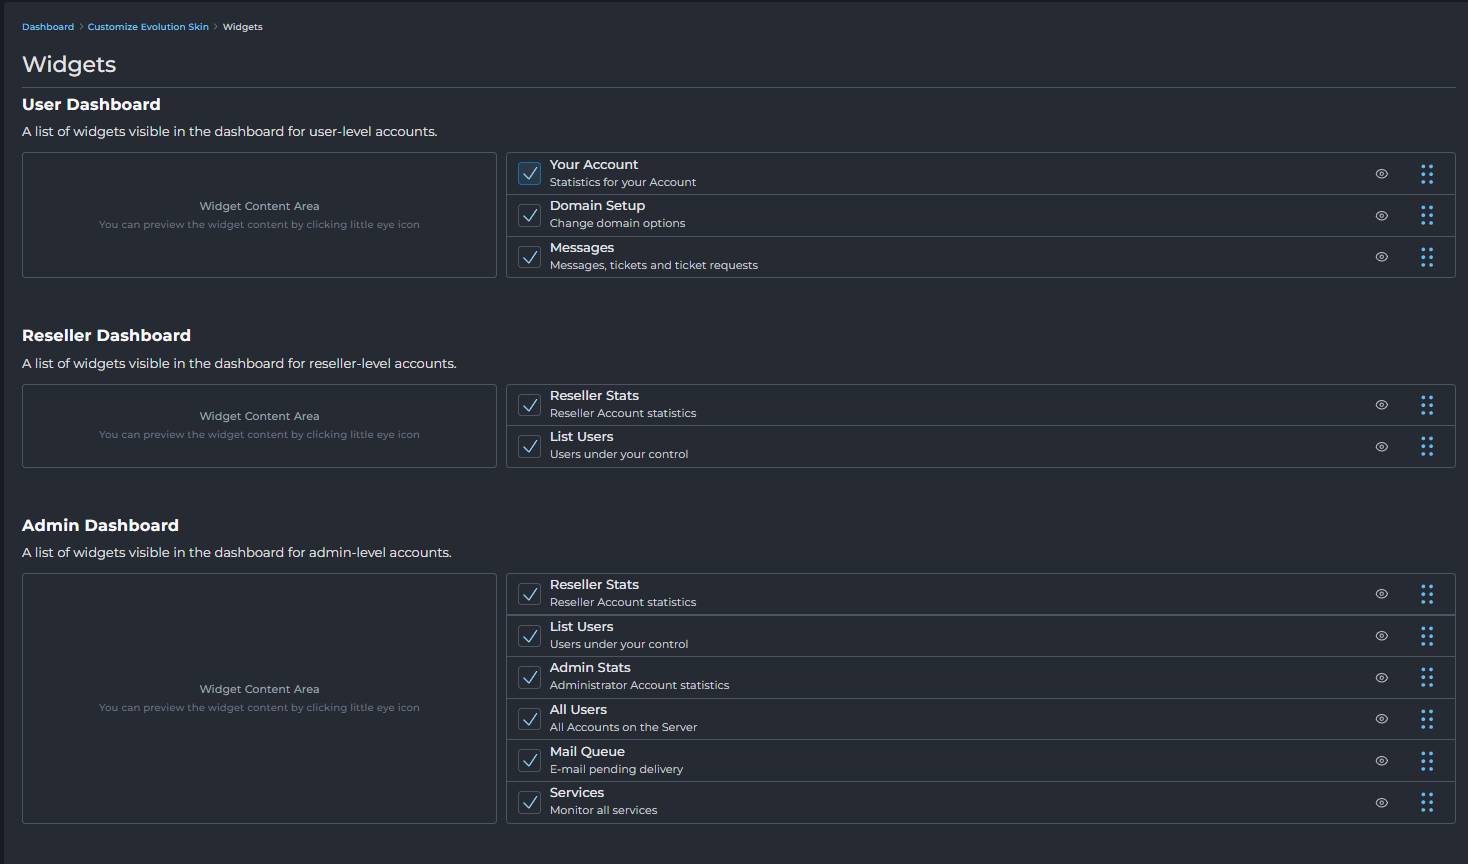 Dashboard > Customize Evolution Skin > Widgets
Widgets
User Dashboard
A list of widgets visible in the dashboard for user-level accounts.
Widget Content Area
You can preview the widget content by clicking little eye icon
Your Account
Statistics for your Account
Domain Setup
Change domain options
Messages
Messages, tickets and ticket requests
Reseller Dashboard
A list of widgets visible in the dashboard for reseller-level accounts.
Widget Content Area
You can preview the widget content by clicking little eye icon
Reseller Stats
Reseller Account statistics
List Users
Users under your control
Admin Dashboard
A list of widgets visible in the dashboard for admin-level accounts.
Widget Content Area
You can preview the widget content by clicking little eye icon
Reseller Stats
Reseller Account statistics
List Users
Users under your control
Admin Stats
Administrator Account statistics
All Users
All Accounts on the Server
Mail Queue
E-mail pending delivery
Services
Monitor all services